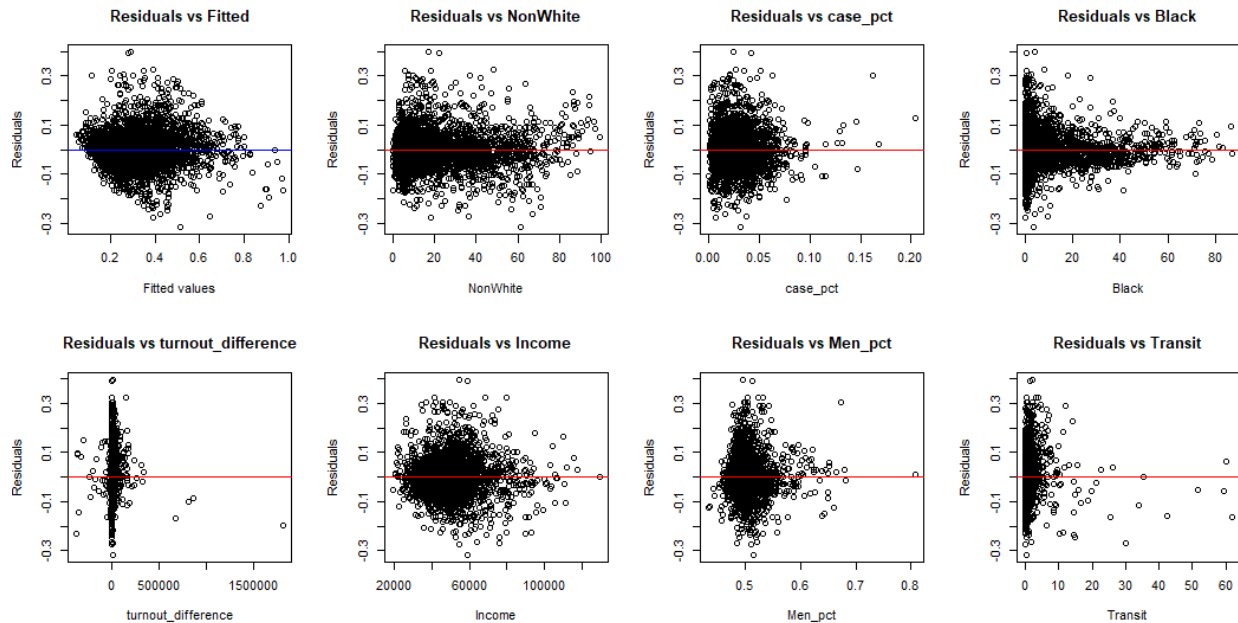 Residuals vs Fitted
Residuals
0.3
0.1
-0.1
-0.3
0.2 0.4 0.6 0.8 1.0
Fitted values
Residuals vs NonWhite
Residuals
0.3
0.1
-0.1
-0.3
0 20 40 60 80 100
NonWhite
Residuals vs case_pct
Residuals
0.3
0.1
-0.1
-0.3
0.00 0.05 0.10 0.15 0.20
case_pct
Residuals vs Black
Residuals
0.3
0.1
-0.1
-0.3
0 20 40 60 80
Black
Residuals vs turnout_difference
Residuals
0.3
0.1
-0.1
-0.3
0 500000 1500000
turnout_difference
Residuals vs Income
Residuals
0.3
0.1
-0.1
-0.3
20000 60000 100000
Income
Residuals vs Men_pct
Residuals
0.3
0.1
-0.1
-0.3
0.5 0.6 0.7 0.8
Men_pct
Residuals vs Transit
Residuals
0.3
0.1
-0.1
-0.3
0 10 20 30 40 50 60
Transit